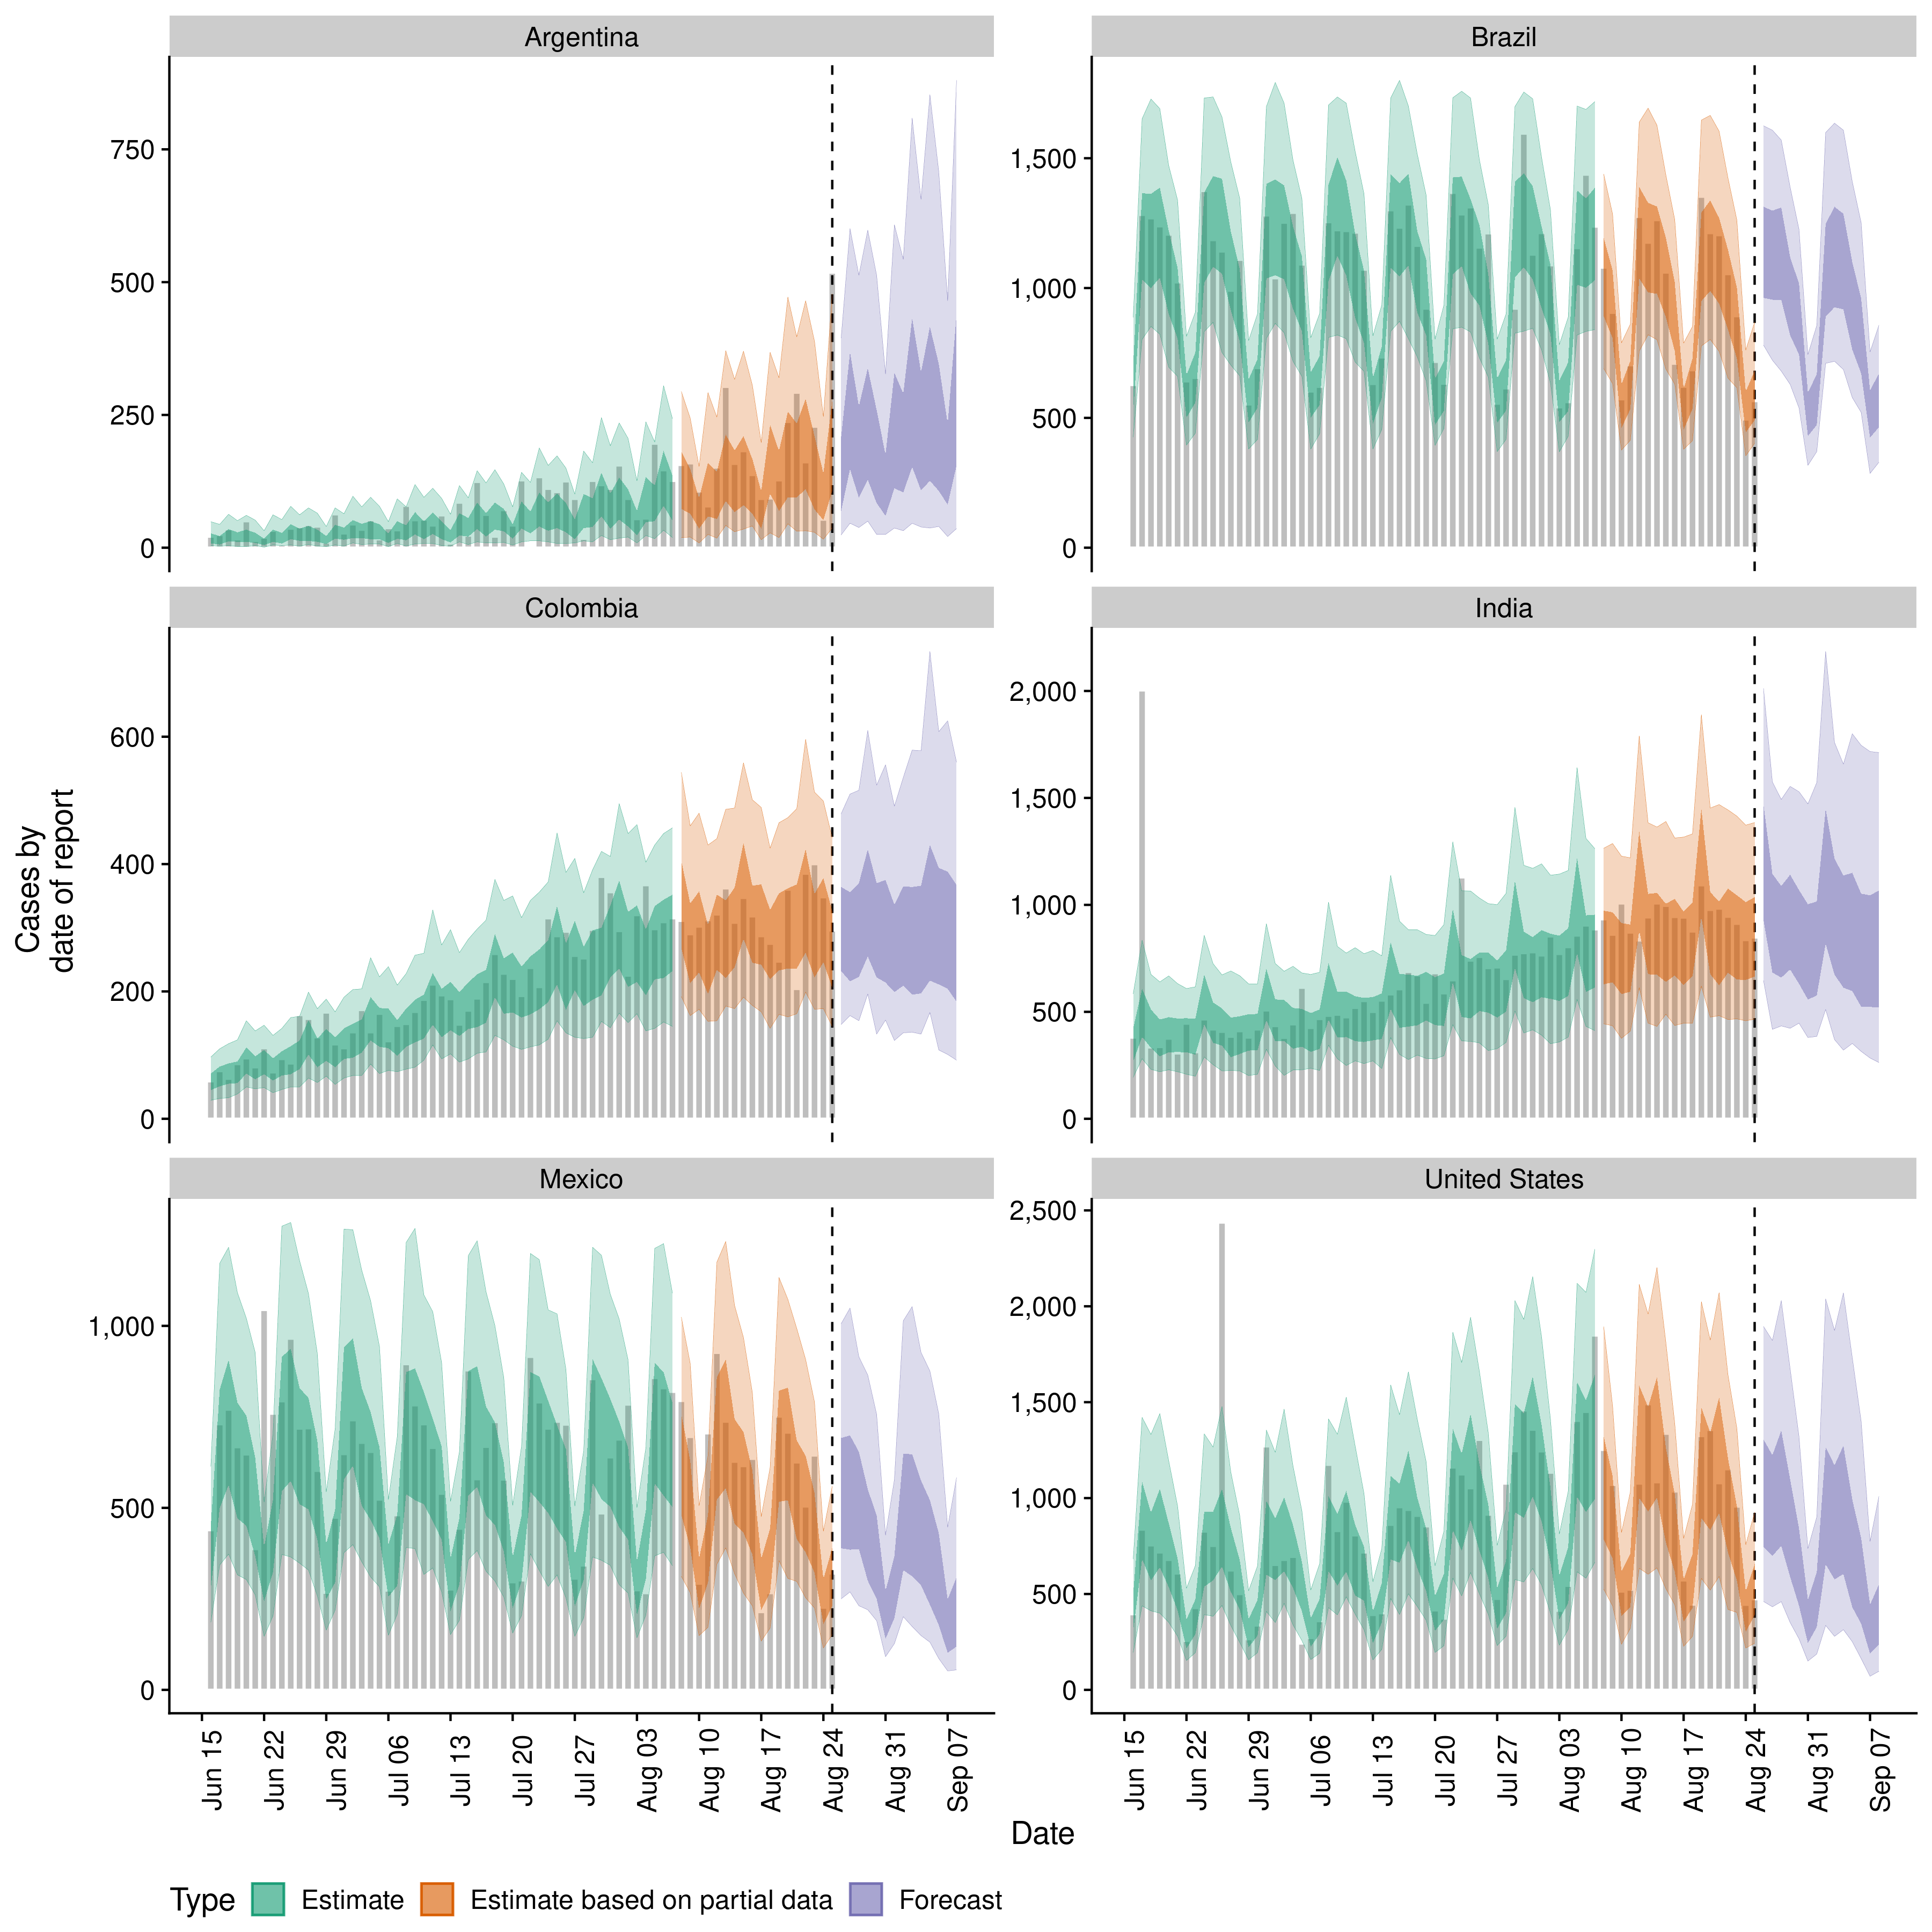 Argentina
Brazil
750
500
250
0
1,500
1,000
500
0
Colombia
India
600
400
200
0
2,000
1,500
1,000
500
0
Cases by
date of report
Mexico
United States
1,000
500
0
2,500
2,000
1,500
1,000
500
0
Jun 15
Jun 22
Jun 29
Jul 06
Jul 13
Jul 20
Jul 27
Aug 03
Aug 10
Aug 17
Aug 24
Aug 31
Sep 07
Jun 15
Jun 22
Jun 29
Jul 06
Jul 13
Jul 20
Jul 27
Aug 03
Aug 10
Aug 17
Aug 24
Aug 31
Sep 07
Date
Type Estimate Estimate based on partial data Forecast